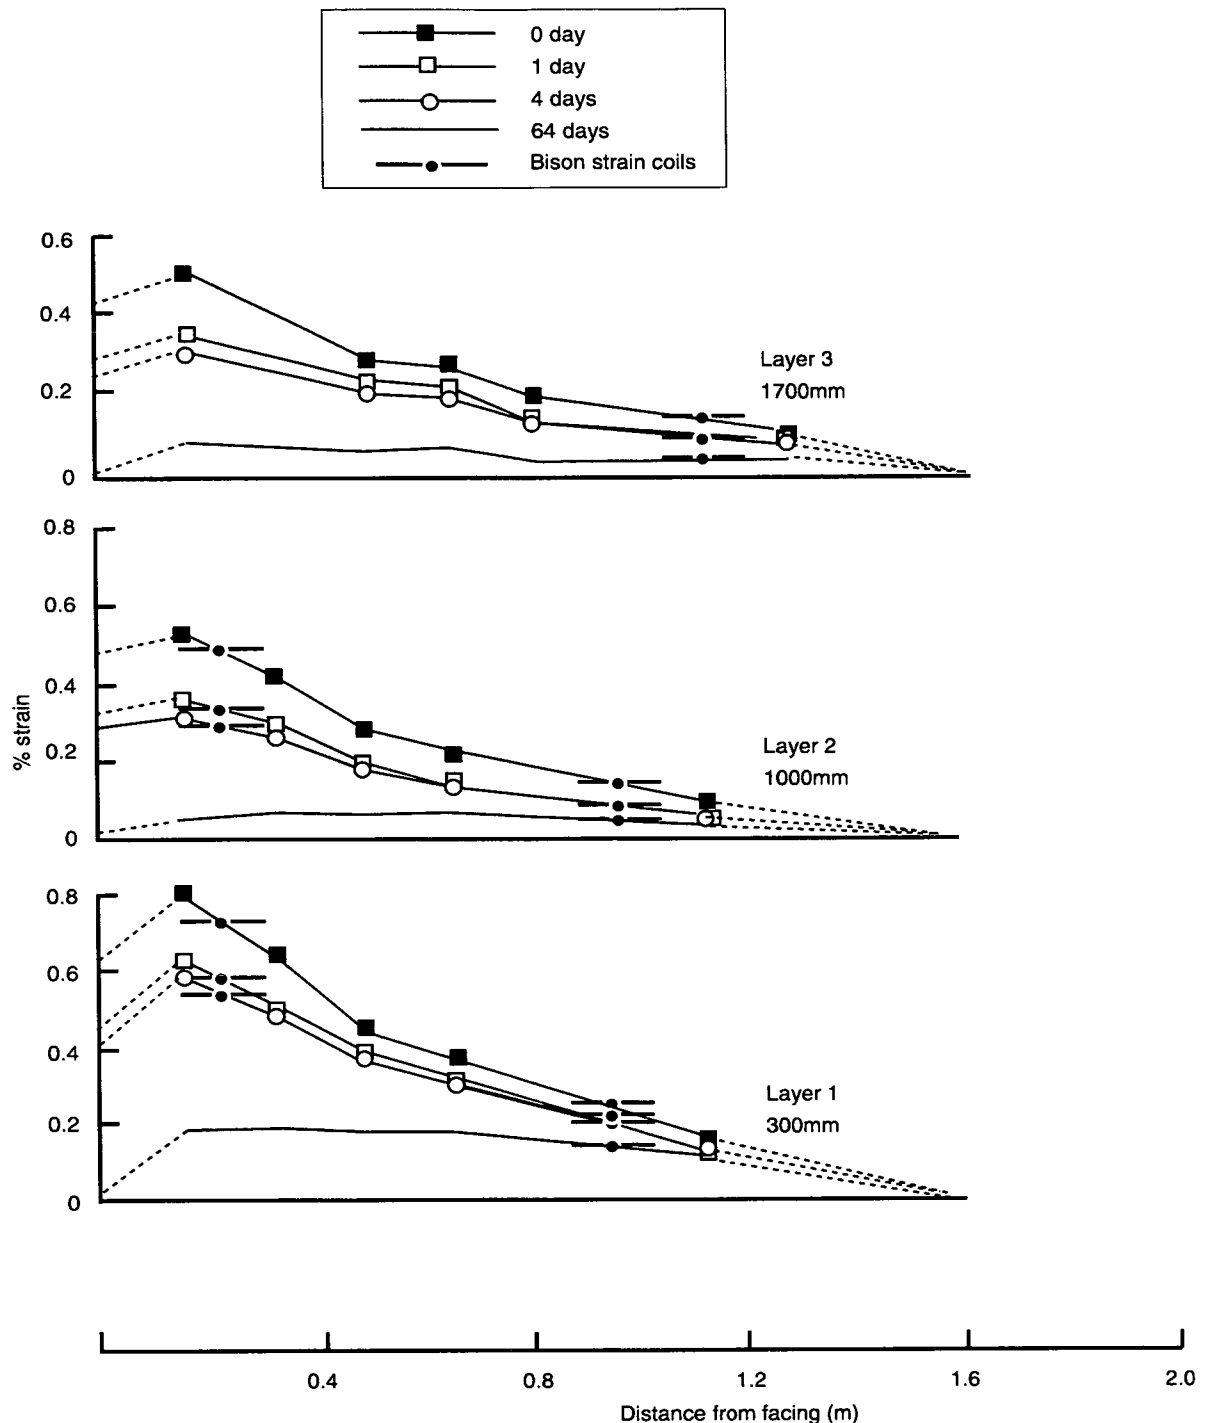 0 day
1 day
4 days
64 days
Bison strain coils
0.6
0.4
0.2
0
Layer 3
1700mm
0.8
0.6
0.4
0.2
0
Layer 2
1000mm
% strain
0.8
0.6
0.4
0.2
0
Layer 1
300mm
0.4 0.8 1.2 1.6 2.0
Distance from facing (m)